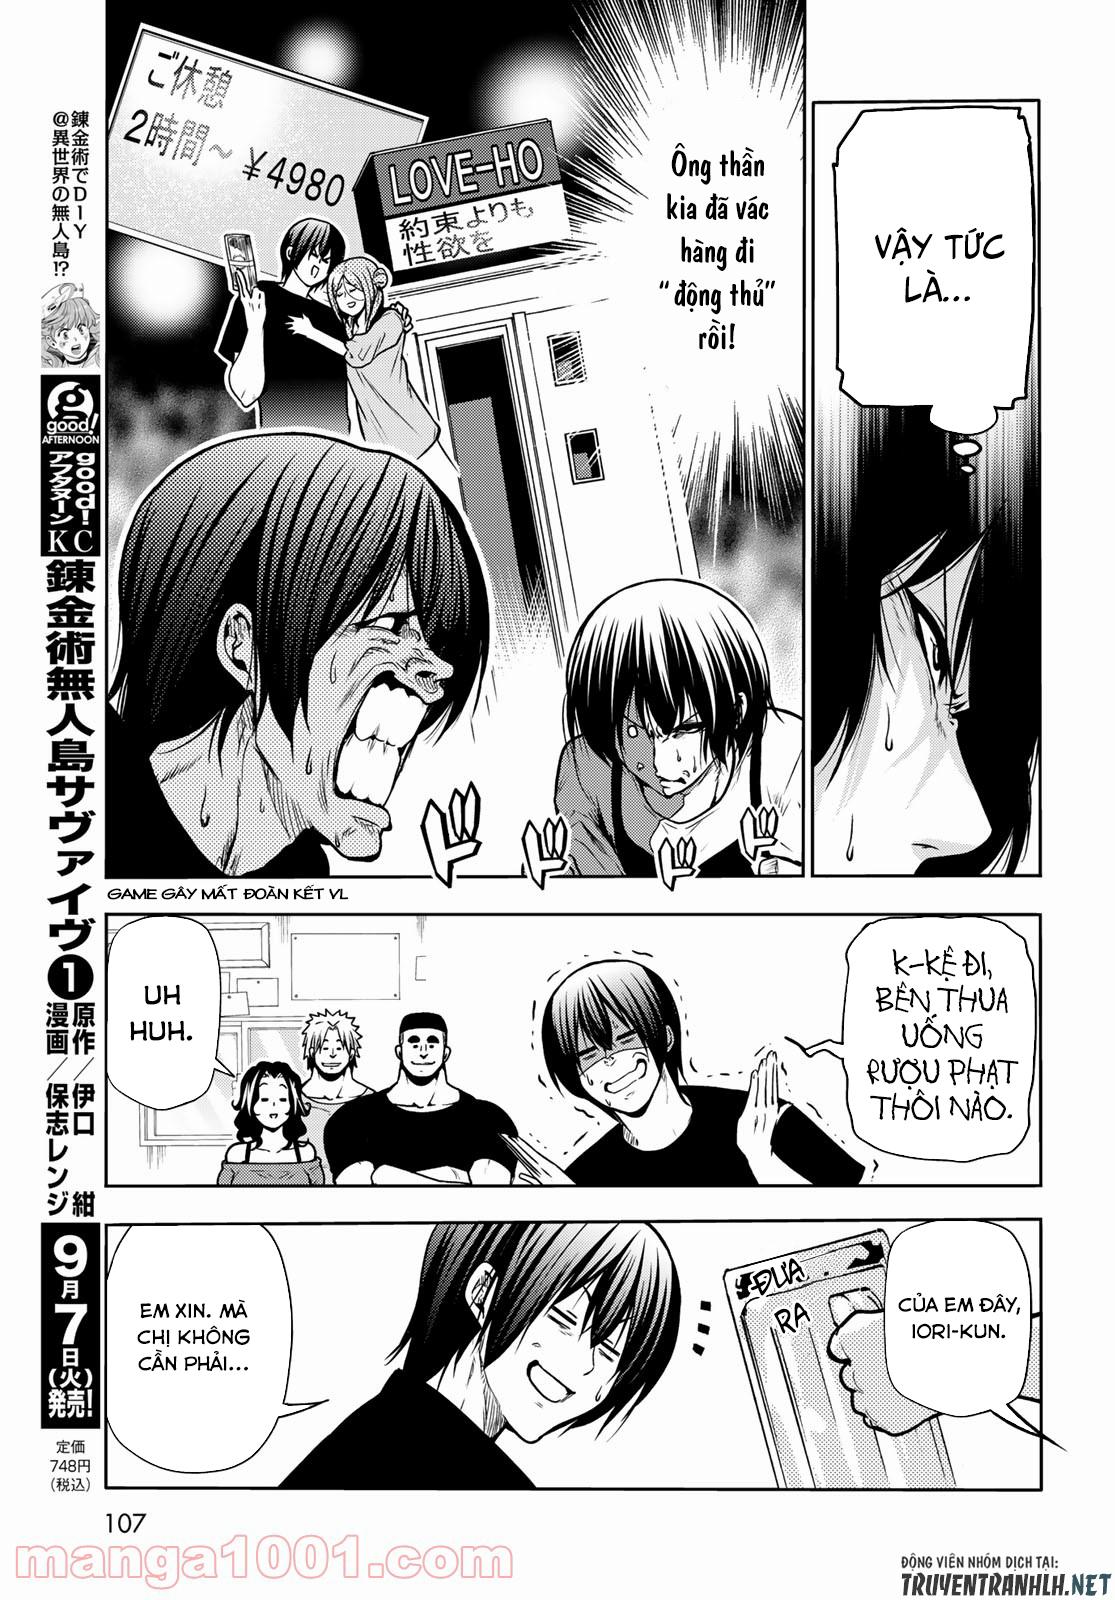 VẬY TỨC
LÀ...
Ông thần
kia đã vác
hàng đi
“ động thủ”
rồi!
ご休憩
2時間～
¥4980
LOVE-HO
約束よりも
性欲を
ド
ド
ド
ド
GAME GÂY MẤT ĐOÀN KẾT VL
K-KỆ ĐI,
BÊN THUA
UỐNG
RƯỢU PHẠT
THÔI NÀO.
UH
HUH.
CỦA EM ĐÂY,
IORI-KUN.
ĐƯA
RA
EM XIN. MÀ
CHỊ KHÔNG
CẦN PHẢI...
錬金術でDIY
@異世界の無人島!?
good!
AFTERNOON
good!
アフタヌーン
KC
錬金術無人島サヴァイヴ1
原作／伊口 紺
漫画／保志レンジ
9月7日(火)発売!
定価
748円
(税込)
107
manga1001.com
ĐỘNG VIÊN NHÓM DỊCH TẠI:
TRUYENTRANHLH.NET